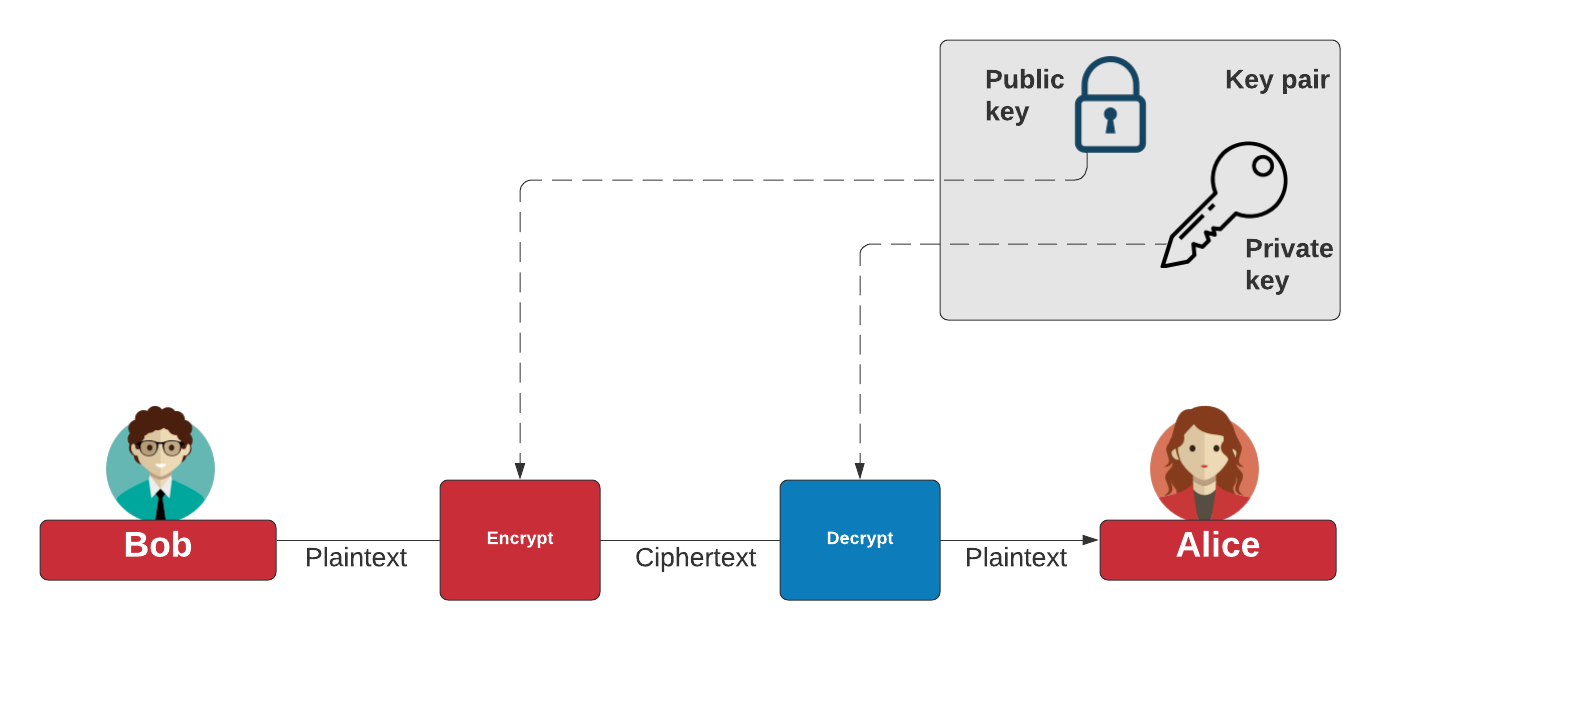 Public
key
Key pair
Private
key
Bob
Plaintext
Encrypt
Ciphertext
Decrypt
Plaintext
Alice